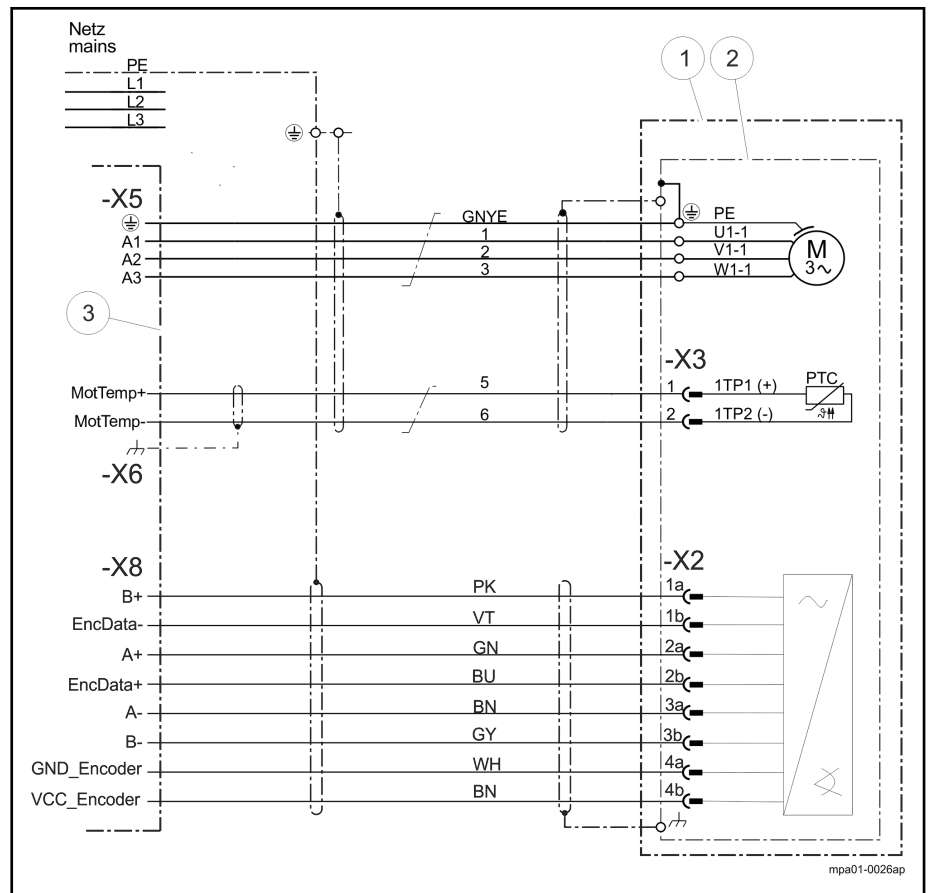 Netz
mains
PE
L1
L2
L3
1 2
-X5
GNYE PE
A1 1 U1-1
A2 2 V1-1
A3 3 W1-1
M
3~
3
-X3
MotTemp+ 5 1 1TP1 (+) PTC
MotTemp- 6 2 1TP2 (-) ϑ
-X6
-X8 -X2
B+ PK 1a
EncData- VT 1b
A+ GN 2a
EncData+ BU 2b
A- BN 3a
B- GY 3b
GND_Encoder WH 4a
VCC_Encoder BN 4b
mpa01-0026ap